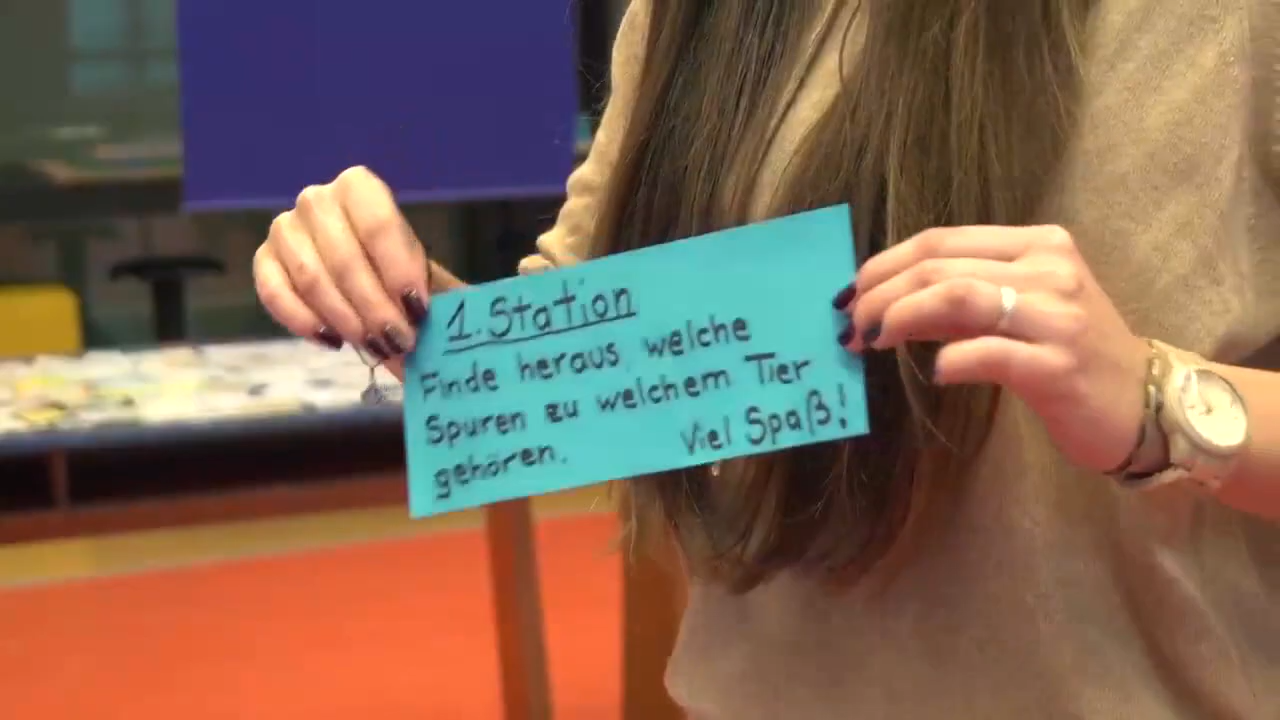 1. Station
Finde heraus, welche
Spuren zu welchem Tier
gehören. Viel Spaß!